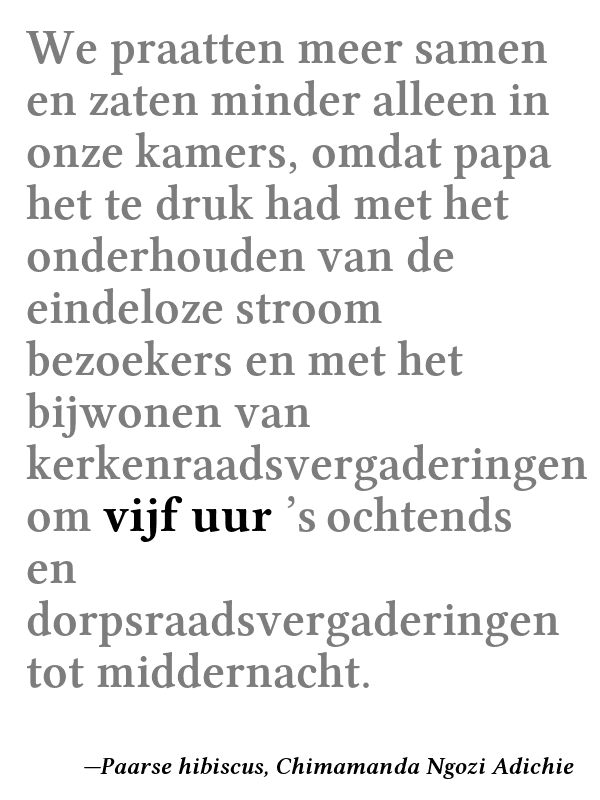 We praatten meer samen
en zaten minder alleen in
onze kamers, omdat papa
het te druk had met het
onderhouden van de
eindeloze stroom
bezoekers en met het
bijwonen van
kerkenraadsvergaderingen
om vijf uur ’s ochtends
en
dorpsraadsvergaderingen
tot middernacht.
—Paarse hibiscus, Chimamanda Ngozi Adichie